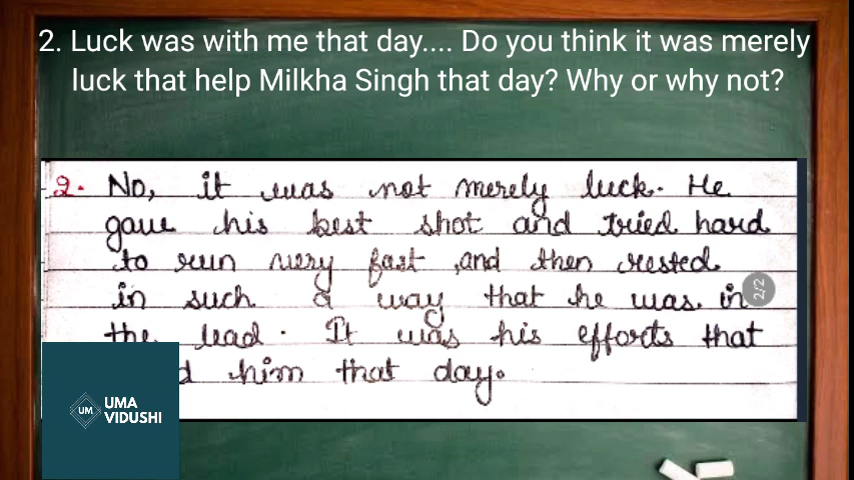 2. Luck was with me that day.... Do you think it was merely
luck that help Milkha Singh that day? Why or why not?
2. No, it was not merely luck. He
gave his best shot and tried hard
to run very fast ,and then rested
in such a way that he was in
2/2
the lead. It was his efforts that
him that day.
UM
UMA
VIDUSHI